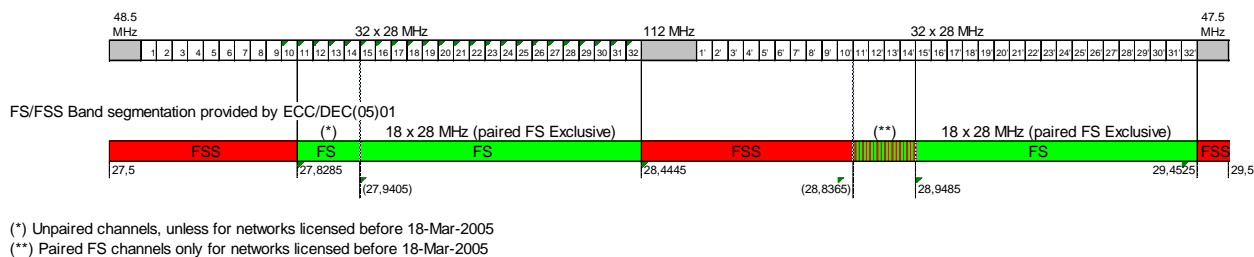 48.5 MHz 32 x 28 MHz 112 MHz 32 x 28 MHz 47.5 MHz
1 2 3 4 5 6 7 8 9 10 11 12 13 14 15 16 17 18 19 20 21 22 23 24 25 26 27 28 29 30 31 32 1' 2' 3' 4' 5' 6' 7' 8' 9' 10' 11' 12' 13' 14' 15' 16' 17' 18' 19' 20' 21' 22' 23' 24' 25' 26' 27' 28' 29' 30' 31' 32'
FS/FSS Band segmentation provided by ECC/DEC(05)01
(*) 18 x 28 MHz (paired FS Exclusive) (**) 18 x 28 MHz (paired FS Exclusive)
FSS FS FS FSS FS FSS
27,5 27,8285 28,4445 29,4525 29,5
(27,9405) (28,8365) 28,9485
(*) Unpaired channels, unless for networks licensed before 18-Mar-2005
(**) Paired FS channels only for networks licensed before 18-Mar-2005